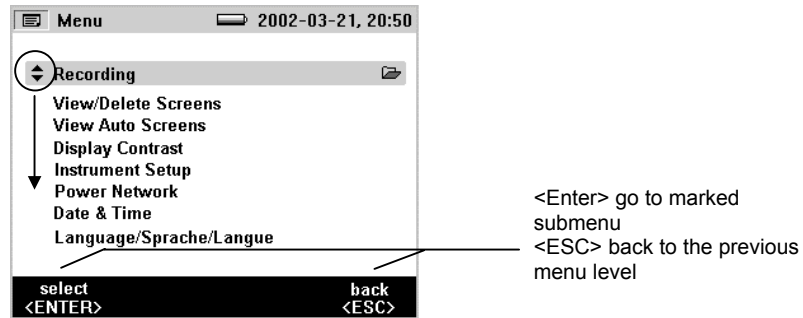 Menu 2002-03-21, 20:50
Recording
View/Delete Screens
View Auto Screens
Display Contrast
Instrument Setup
Power Network
Date & Time
Language/Sprache/Langue
select back
<ENTER> <ESC>
<Enter> go to marked
submenu
<ESC> back to the previous
menu level